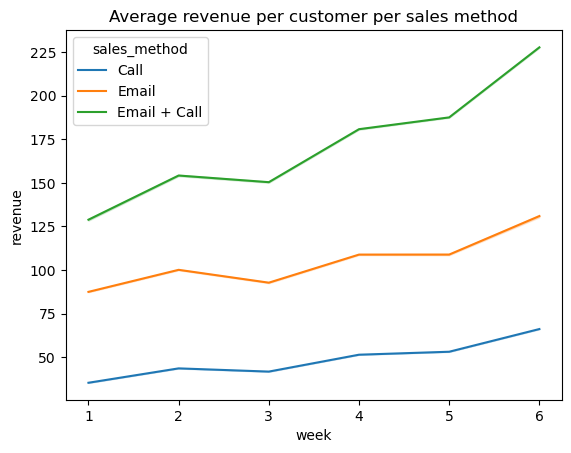 Average revenue per customer per sales method
sales_method
Call
Email
Email + Call
225
200
175
150
125
100
75
50
revenue
1 2 3 4 5 6
week